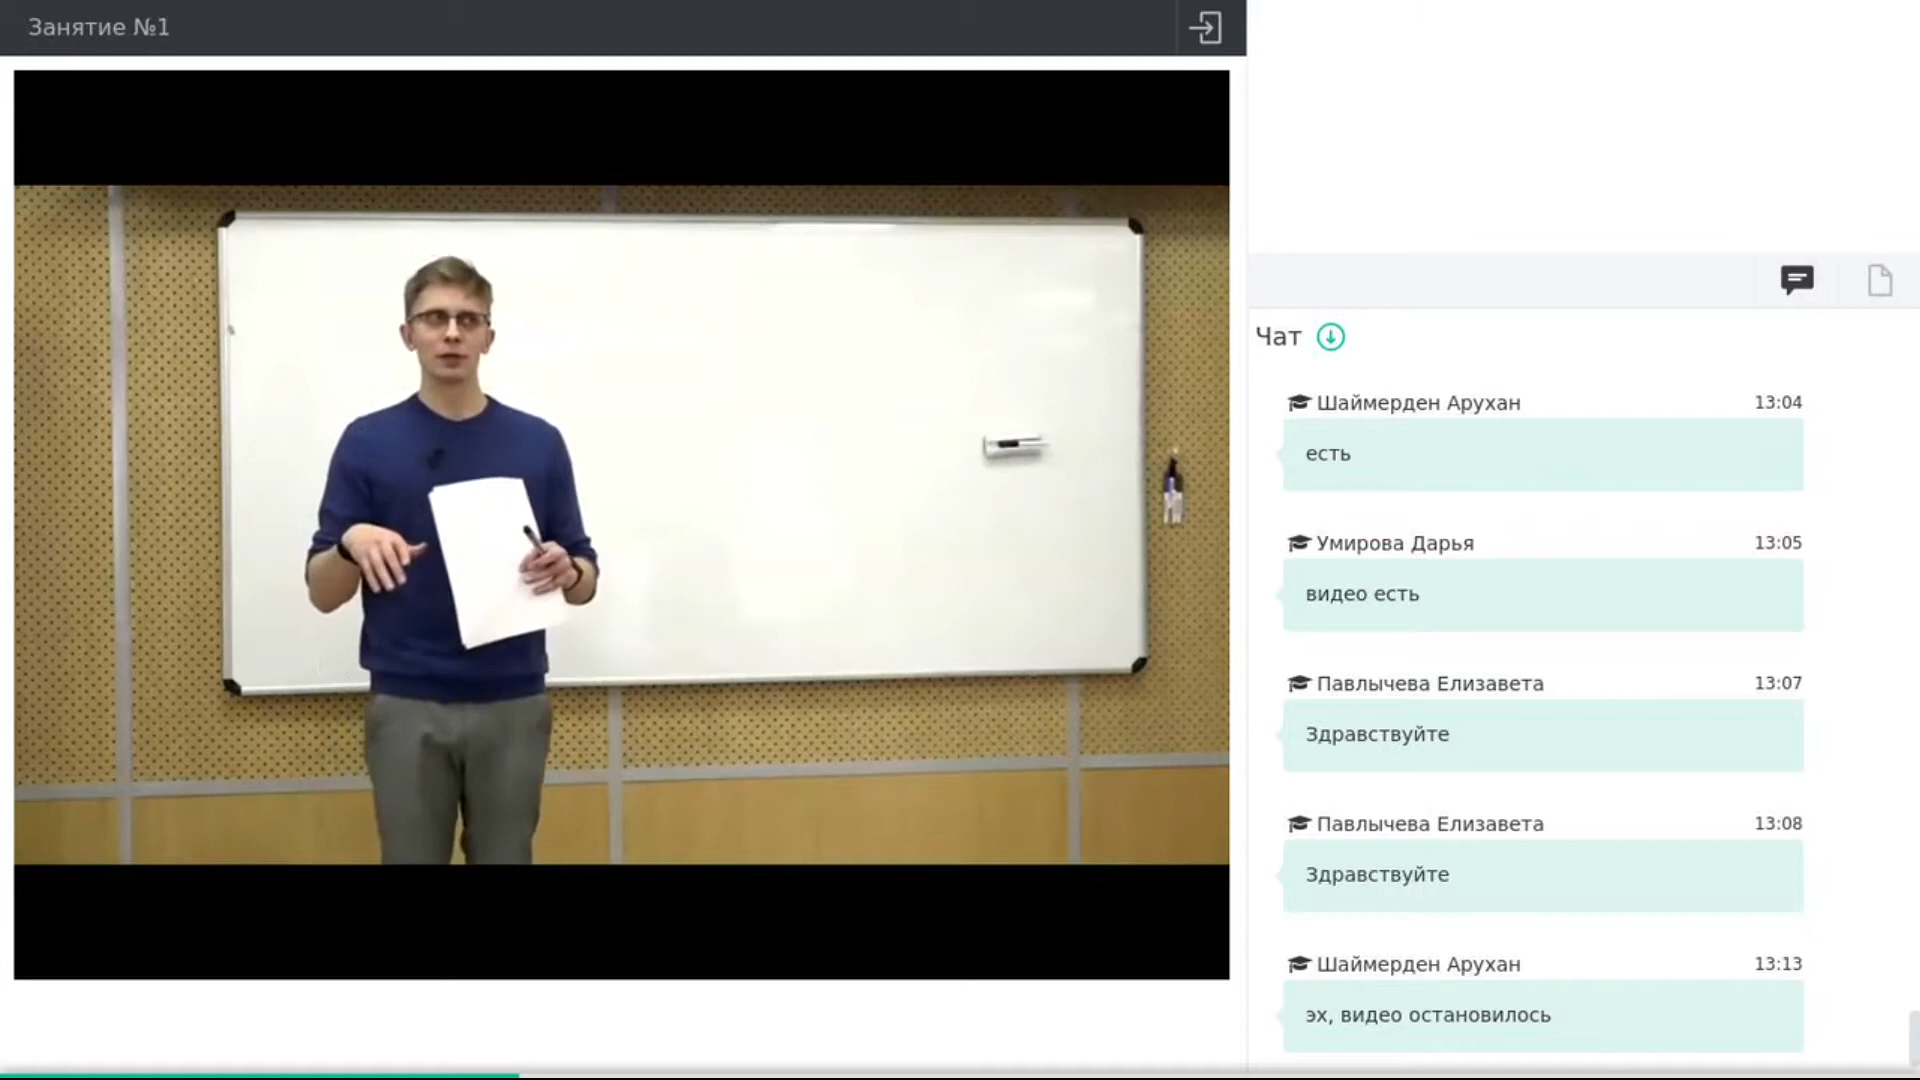 Занятие №1
Чат
Шаймерден Арухан 13:04
есть
Умирова Дарья 13:05
видео есть
Павлычева Елизавета 13:07
Здравствуйте
Павлычева Елизавета 13:08
Здравствуйте
Шаймерден Арухан 13:13
эх, видео остановилось